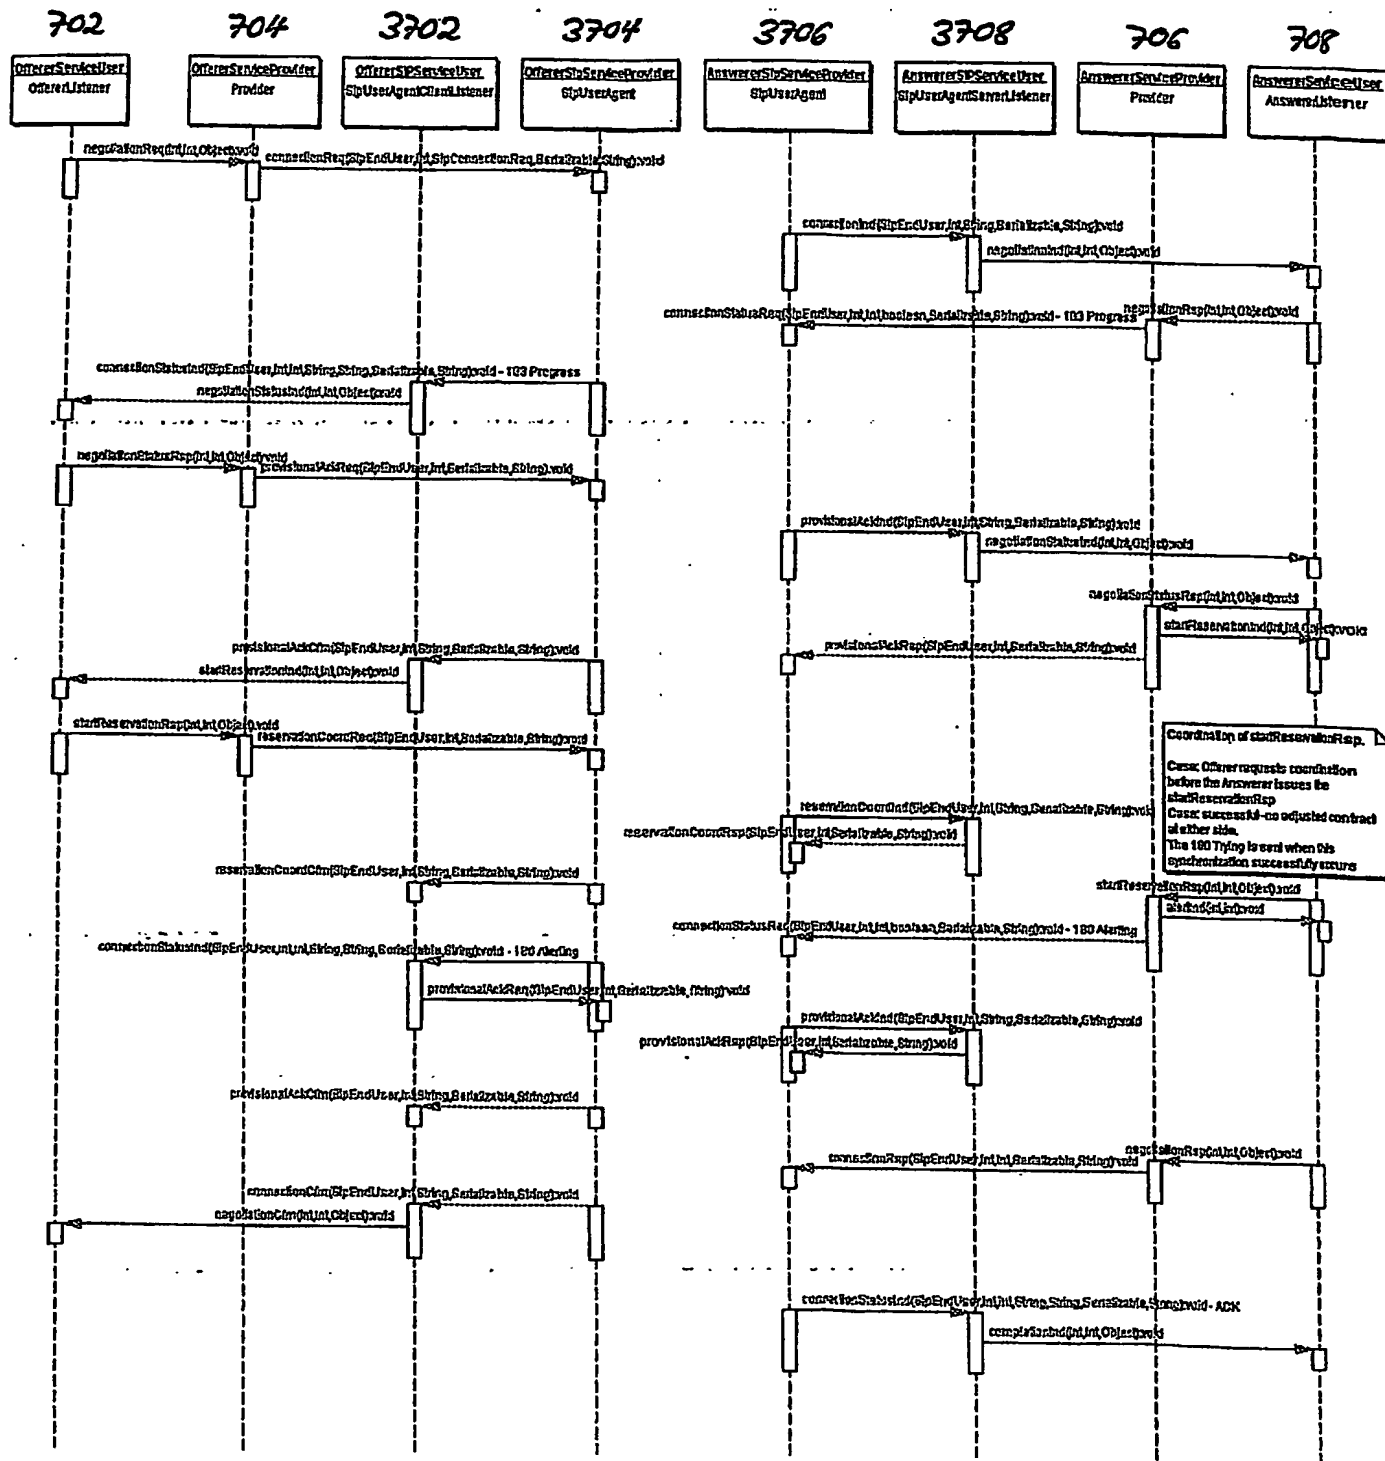 702 704 3702 3704 3706 3708 706 708
OffererServiceUser
OffererListener
OffererServiceProvider
Provider
OffererSIPServiceUser
SipUserAgentClientListener
OffererSipServiceProvider
SipUserAgent
AnswererSipServiceProvider
SipUserAgent
AnswererSIPServiceUser
SipUserAgentServerListener
AnswererServiceProvider
Provider
AnswererServiceUser
AnswererListener
negotiationReq(int,int,Object):void
connectionReq(SipEndUser,int,SipConnectionReq,Serializable,String):void
connectionInd(SipEndUser,int,String,Serializable,String):void
negotiationInd(int,int,Object):void
negotiationRsp(int,int,Object):void
connectionStatusReq(SipEndUser,int,int,boolean,Serializable,String):void - 183 Progress
connectionStatusInd(SipEndUser,int,int,String,String,Serializable,String):void - 183 Progress
negotiationStatusInd(int,int,Object):void
negotiationStatusRsp(int,int,Object):void
provisionalAckReq(SipEndUser,int,Serializable,String):void
provisionalAckInd(SipEndUser,int,String,Serializable,String):void
negotiationStatusInd(int,int,Object):void
negotiationStatusRsp(int,int,Object):void
startReservationInd(int,int,Object):void
provisionalAckRsp(SipEndUser,int,Serializable,String):void
provisionalAckCfm(SipEndUser,int,String,Serializable,String):void
startReservationInd(int,int,Object):void
startReservationRsp(int,int,Object):void
reservationCoordReq(SipEndUser,int,Serializable,String):void
Coordination of startReservationRsp.
Case: Offerer requests coordination
before the Answerer issues the
startReservationRsp
Case: successful-no adjusted contract
at either side.
The 180 Trying is sent when this
synchronization successfully occurs
reservationCoordInd(SipEndUser,int,String,Serializable,String):void
reservationCoordRsp(SipEndUser,int,Serializable,String):void
reservationCoordCfm(SipEndUser,int,String,Serializable,String):void
startReservationRsp(int,int,Object):void
alertInd(int,int):void
connectionStatusReq(SipEndUser,int,int,boolean,Serializable,String):void - 180 Alerting
connectionStatusInd(SipEndUser,int,int,String,String,Serializable,String):void - 180 Alerting
provisionalAckReq(SipEndUser,int,Serializable,String):void
provisionalAckInd(SipEndUser,int,String,Serializable,String):void
provisionalAckRsp(SipEndUser,int,Serializable,String):void
provisionalAckCfm(SipEndUser,int,String,Serializable,String):void
negotiationRsp(int,int,Object):void
connectionRsp(SipEndUser,int,int,Serializable,String):void
connectionCfm(SipEndUser,int,String,Serializable,String):void
negotiationCfm(int,int,Object):void
connectionStatusInd(SipEndUser,int,int,String,String,Serializable,String):void - ACK
completionInd(int,int,Object):void